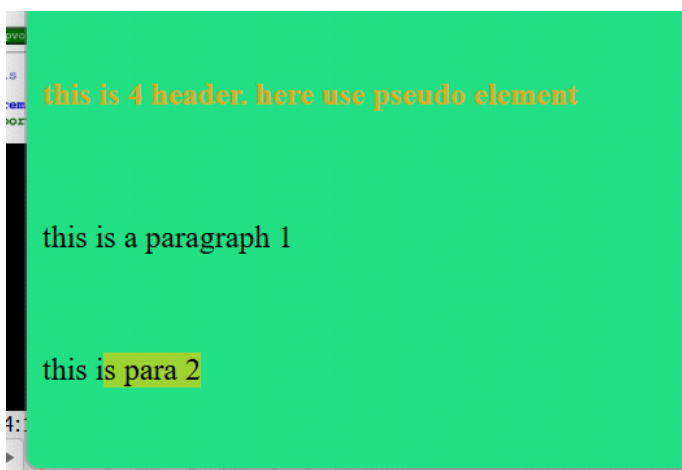 this is 4 header. here use pseudo element
this is a paragraph 1
this is para 2